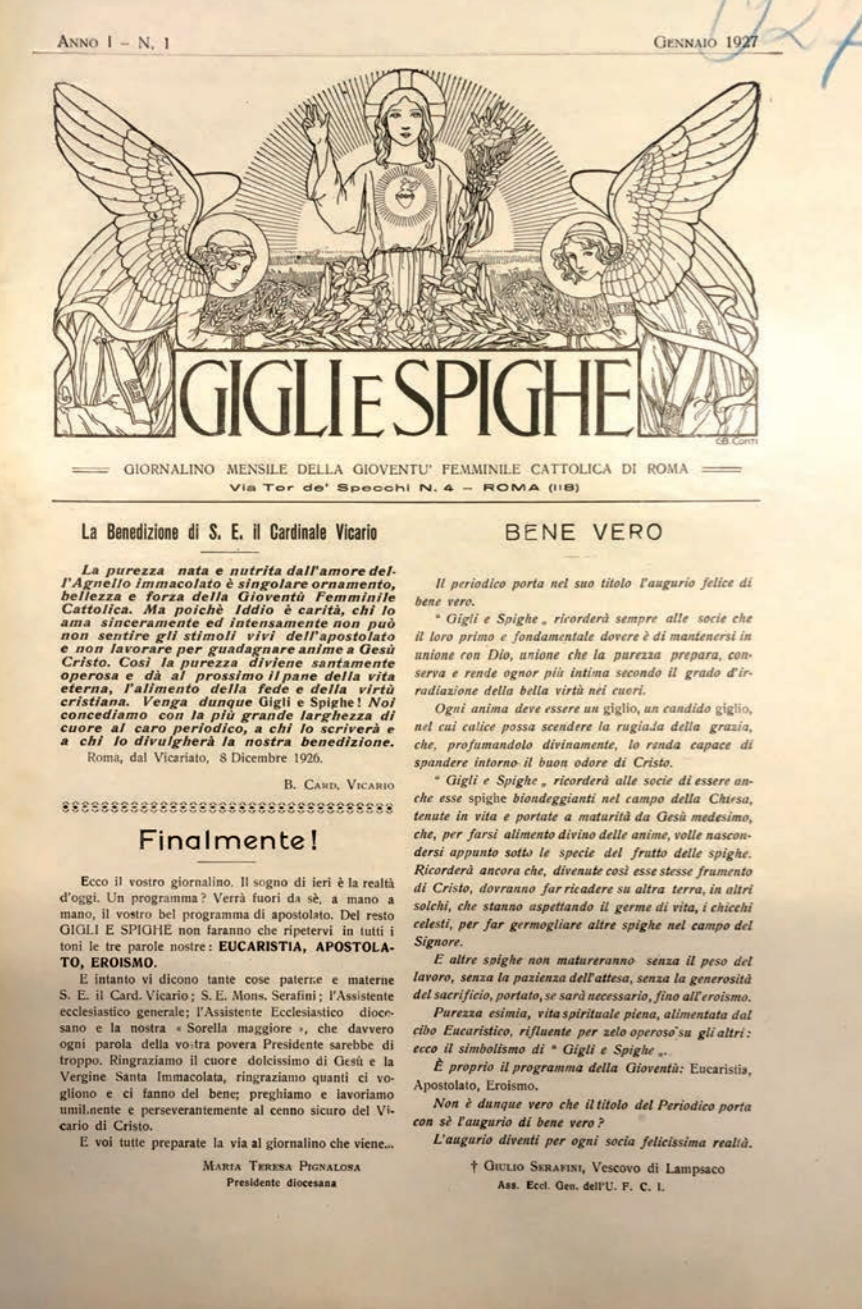 ANNO I – N. 1
GENNAIO 1927
GIGLI E SPIGHE
C.B. CONTI
GIORNALINO MENSILE DELLA GIOVENTU' FEMMINILE CATTOLICA DI ROMA
Via Tor de' Specchi N. 4 – ROMA (118)
La Benedizione di S. E. il Cardinale Vicario
La purezza nata e nutrita dall'amore del-
l'Agnello immacolato è singolare ornamento,
bellezza e forza della Gioventù Femminile
Cattolica. Ma poichè Iddio è carità, chi lo
ama sinceramente ed intensamente non può
non sentire gli stimoli vivi dell'apostolato
e non lavorare per guadagnare anime a Gesù
Cristo. Così la purezza diviene santamente
operosa e dà al prossimo il pane della vita
eterna, l'alimento della fede e della virtù
cristiana. Venga dunque Gigli e Spighe! Noi
concediamo con la più grande larghezza di
cuore al caro periodico, a chi lo scriverà e
a chi lo divulgherà la nostra benedizione.
Roma, dal Vicariato, 8 Dicembre 1926.
B. CARD. VICARIO
Finalmente!
Ecco il vostro giornalino. Il sogno di ieri è la realtà
d'oggi. Un programma? Verrà fuori da sè, a mano a
mano, il vostro bel programma di apostolato. Del resto
GIGLI E SPIGHE non faranno che ripetervi in tutti i
toni le tre parole nostre: EUCARISTIA, APOSTOLA-
TO, EROISMO.
E intanto vi dicono tante cose paterne e materne
S. E. il Card. Vicario; S. E. Mons. Serafini; l'Assistente
ecclesiastico generale; l'Assistente Ecclesiastico dioce-
sano e la nostra « Sorella maggiore », che davvero
ogni parola della vostra povera Presidente sarebbe di
troppo. Ringraziamo il cuore dolcissimo di Gesù e la
Vergine Santa Immacolata, ringraziamo quanti ci vo-
gliono e ci fanno del bene; preghiamo e lavoriamo
umilmente e perseverantemente al cenno sicuro del Vi-
cario di Cristo.
E voi tutte preparate la via al giornalino che viene...
MARIA TERESA PIGNALOSA
Presidente diocesana
BENE VERO
Il periodico porta nel suo titolo l'augurio felice di
bene vero.
“ Gigli e Spighe „ ricorderà sempre alle socie che
il loro primo e fondamentale dovere è di mantenersi in
unione con Dio, unione che la purezza prepara, con-
serva e rende ognor più intima secondo il grado d'ir-
radiazione della bella virtù nei cuori.
Ogni anima deve essere un giglio, un candido giglio,
nel cui calice possa scendere la rugiada della grazia,
che, profumandolo divinamente, lo renda capace di
spandere intorno il buon odore di Cristo.
“ Gigli e Spighe „ ricorderà alle socie di essere an-
che esse spighe biondeggianti nel campo della Chiesa,
tenute in vita e portate a maturità da Gesù medesimo,
che, per farsi alimento divino delle anime, volle nascon-
dersi appunto sotto le specie del frutto delle spighe.
Ricorderà ancora che, divenute così esse stesse frumento
di Cristo, dovranno far ricadere su altra terra, in altri
solchi, che stanno aspettando il germe di vita, i chicchi
celesti, per far germogliare altre spighe nel campo del
Signore.
E altre spighe non matureranno senza il peso del
lavoro, senza la pazienza dell'attesa, senza la generosità
del sacrificio, portato, se sarà necessario, fino all'eroismo.
Purezza esimia, vita spirituale piena, alimentata dal
cibo Eucaristico, rifluente per zelo operoso su gli altri:
ecco il simbolismo di “ Gigli e Spighe „.
È proprio il programma della Gioventù: Eucaristia,
Apostolato, Eroismo.
Non è dunque vero che il titolo del Periodico porta
con sè l'augurio di bene vero?
L'augurio diventi per ogni socia felicissima realtà.
† GIULIO SERAFINI, Vescovo di Lampsaco
Ass. Eccl. Gen. dell'U. F. C. I.